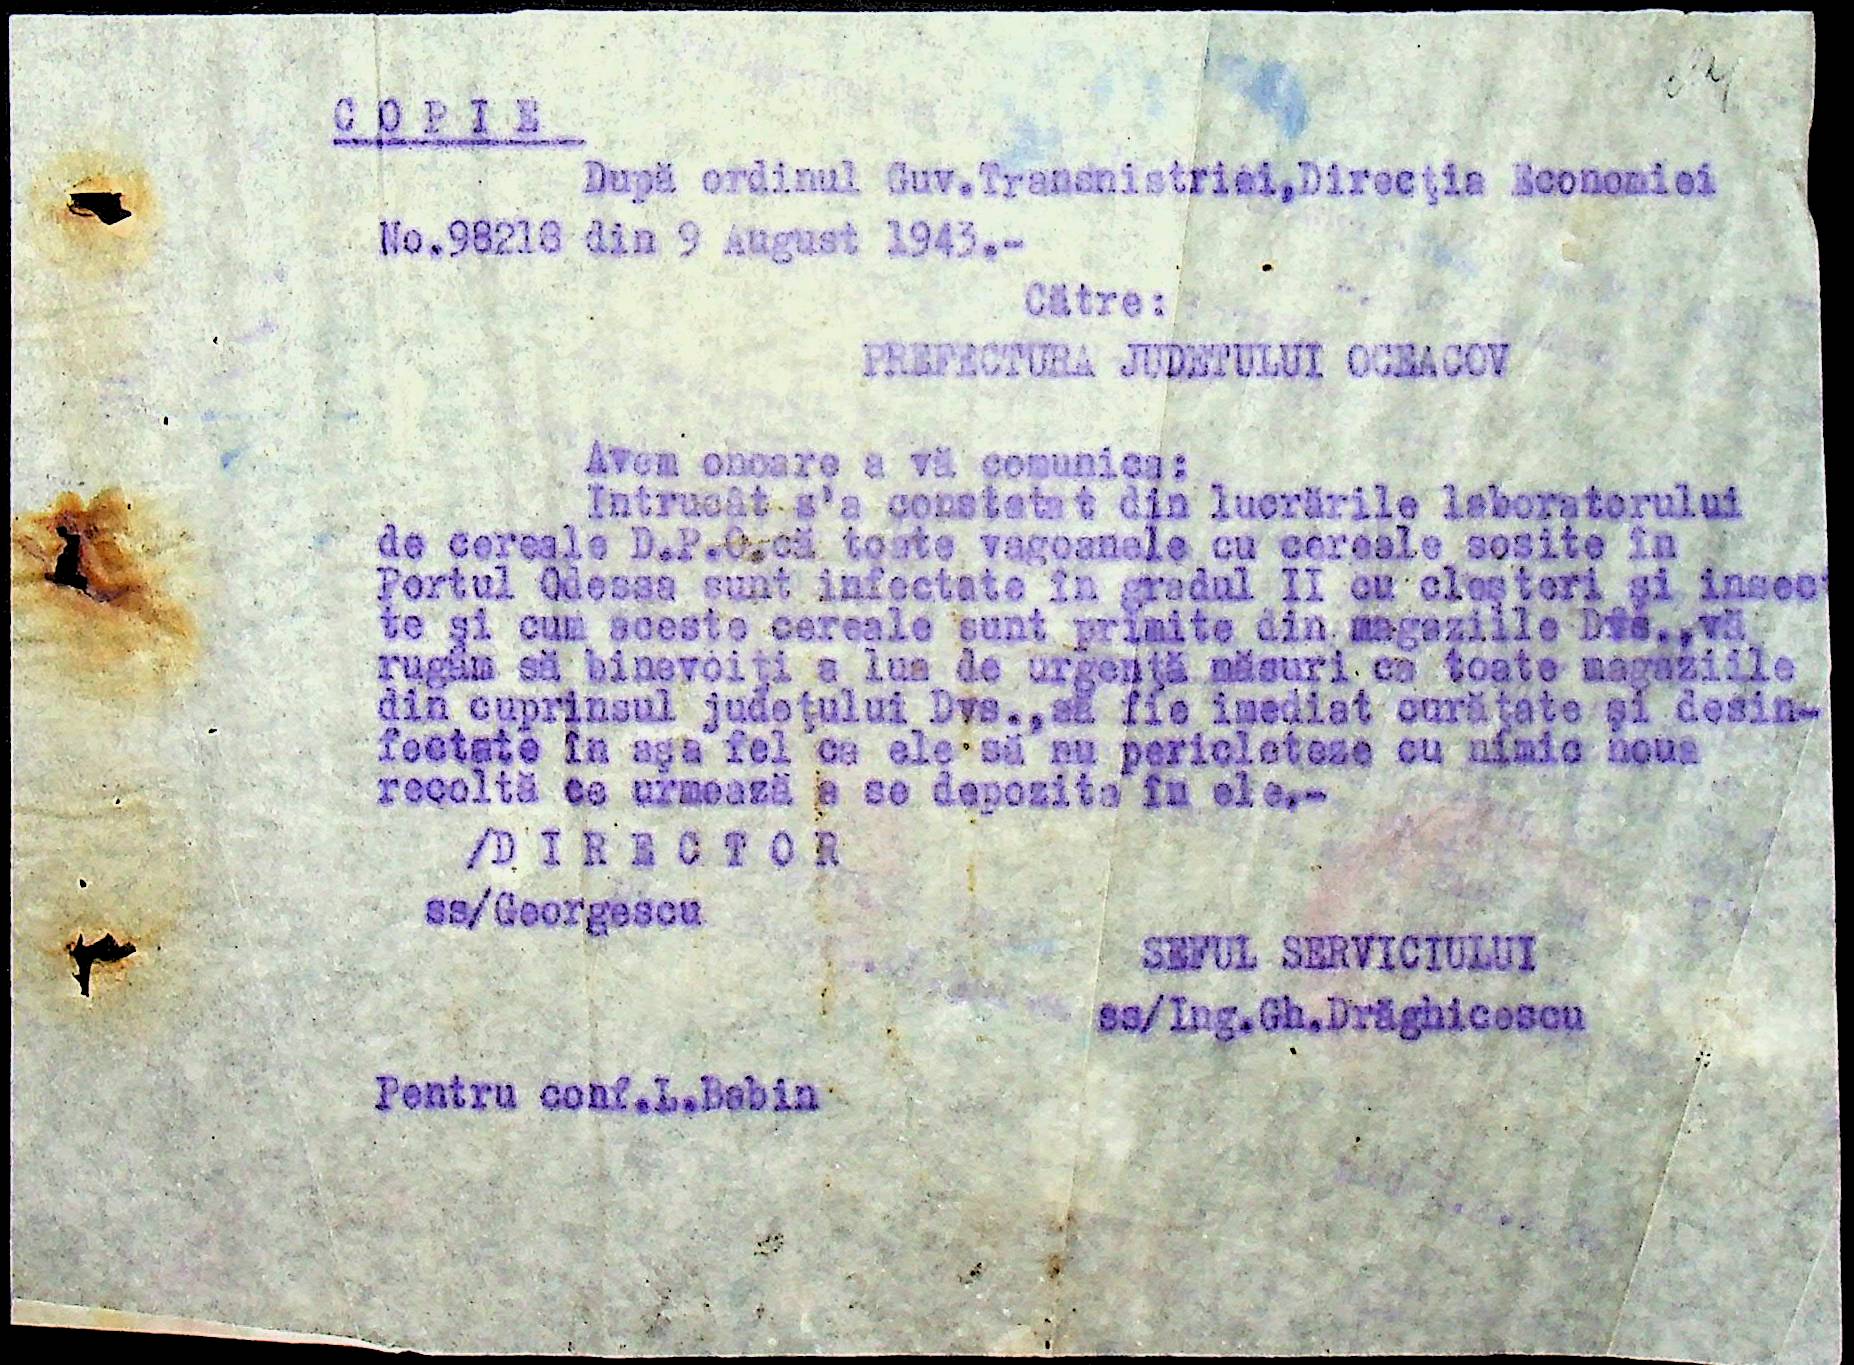 COPIE
După ordinul Guv.Transnistriei,Direcţia Economiei
No.98218 din 9 August 1943.-
Către:
PREFECTURA JUDETULUI OCEACOV
Avem onoare a vă comunica:
Intrucât s'a constatat din lucrările laboratorului
de cereale D.P.C.că toate vagoanele cu cereale sosite în
Portul Odessa sunt infectate în gradul II cu cleşteri şi insec
te şi cum aceste cereale sunt primite din magaziile Dvs.,vă
rugăm să binevoiţi a lua de urgenţă măsuri ca toate magaziile
din cuprinsul judeţului Dvs.,să fie imediat curăţate şi desin-
fectate în aşa fel ca ele să nu pericleteze cu nimic noua
recoltă ce urmează a se depozita în ele.-
/DIRECTOR
ss/Georgescu
SEFUL SERVICIULUI
ss/Ing.Gh.Drăghicescu
Pentru conf.L.Babin